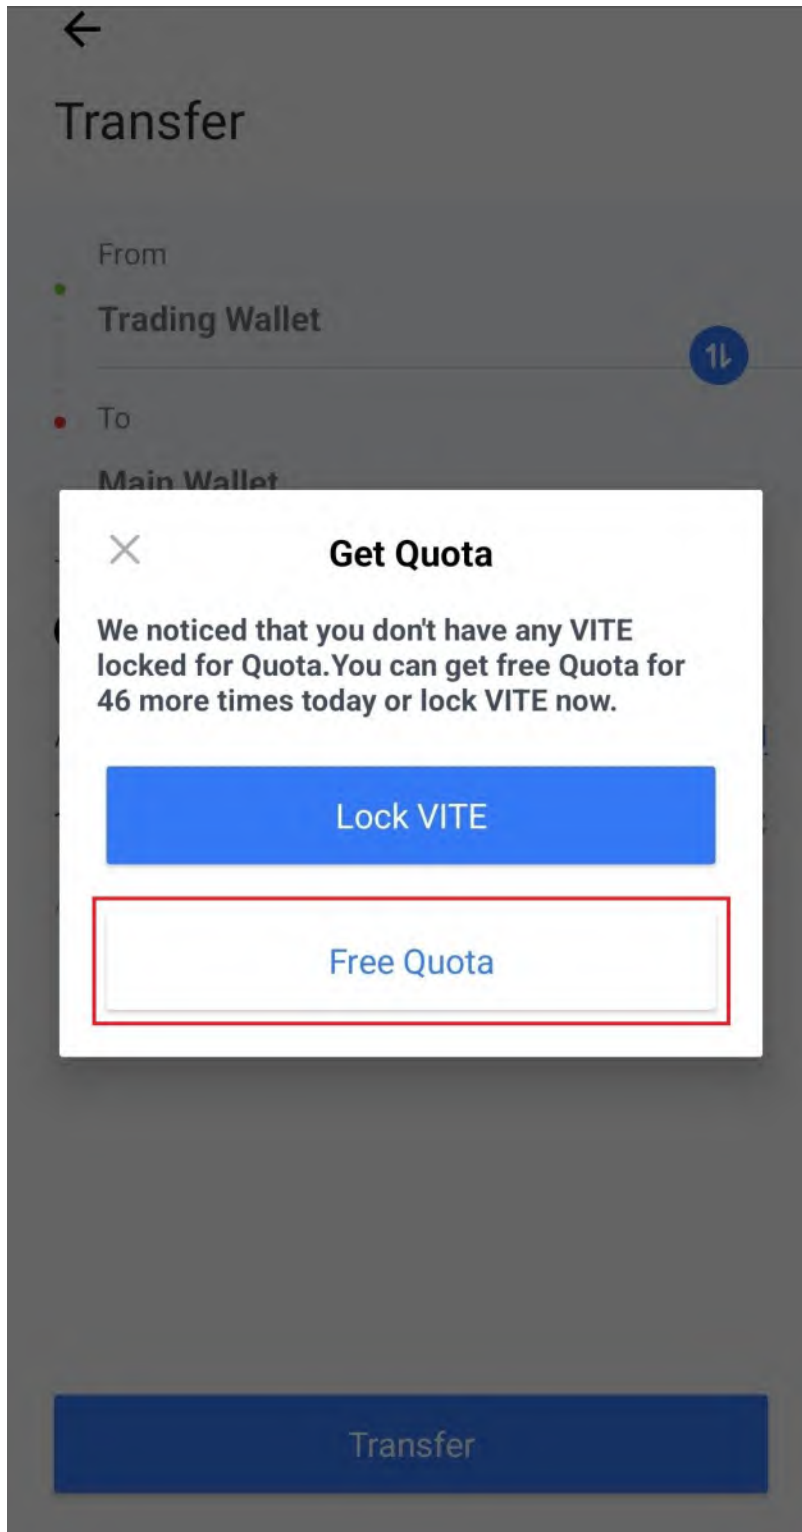 Transfer
From
Trading Wallet
To
Main Wallet
Get Quota
We noticed that you don't have any VITE
locked for Quota.You can get free Quota for
46 more times today or lock VITE now.
Lock VITE
Free Quota
Transfer